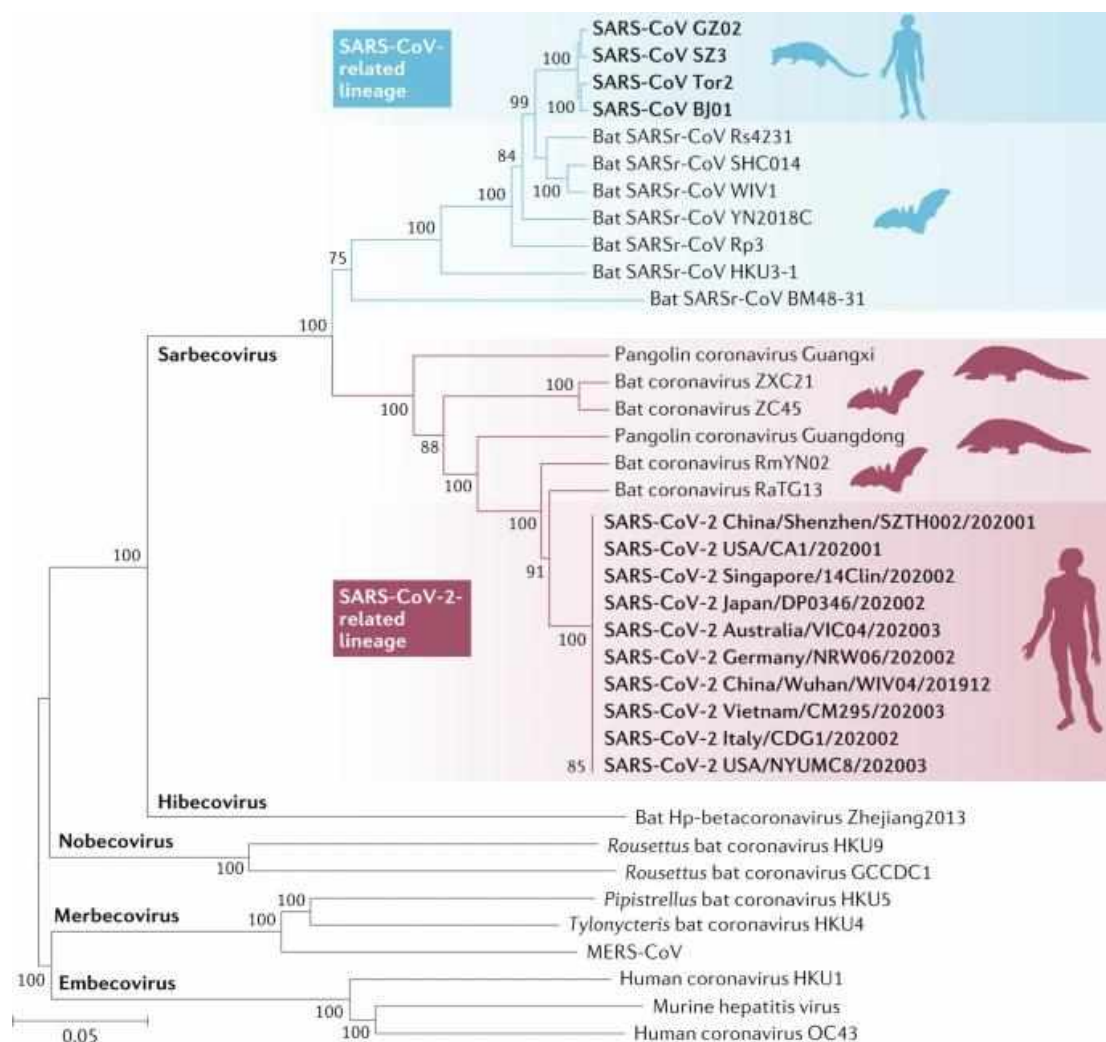 SARS-CoV-
related
lineage
SARS-CoV GZ02
100
SARS-CoV SZ3
SARS-CoV Tor2
99
100
SARS-CoV BJ01
Bat SARSr-CoV Rs4231
84
Bat SARSr-CoV SHC014
100
100
Bat SARSr-CoV WIV1
Bat SARSr-CoV YN2018C
100
Bat SARSr-CoV Rp3
75
Bat SARSr-CoV HKU3-1
Bat SARSr-CoV BM48-31
100
Sarbecovirus
Pangolin coronavirus Guangxi
100
Bat coronavirus ZXC21
100
Bat coronavirus ZC45
88
Pangolin coronavirus Guangdong
Bat coronavirus RmYN02
100
Bat coronavirus RaTG13
100
SARS-CoV-2 China/Shenzhen/SZTH002/202001
100
SARS-CoV-2 USA/CA1/202001
91
SARS-CoV-2 Singapore/14Clin/202002
SARS-CoV-2-
related
lineage
SARS-CoV-2 Japan/DP0346/202002
100
SARS-CoV-2 Australia/VIC04/202003
SARS-CoV-2 Germany/NRW06/202002
SARS-CoV-2 China/Wuhan/WIV04/201912
SARS-CoV-2 Vietnam/CM295/202003
SARS-CoV-2 Italy/CDG1/202002
85
SARS-CoV-2 USA/NYUMC8/202003
Hibecovirus
Bat Hp-betacoronavirus Zhejiang2013
Nobecovirus
Rousettus bat coronavirus HKU9
100
Rousettus bat coronavirus GCCDC1
100
Pipistrellus bat coronavirus HKU5
Merbecovirus
100
Tylonycteris bat coronavirus HKU4
MERS-CoV
100
Embecovirus
Human coronavirus HKU1
100
Murine hepatitis virus
100
Human coronavirus OC43
0.05